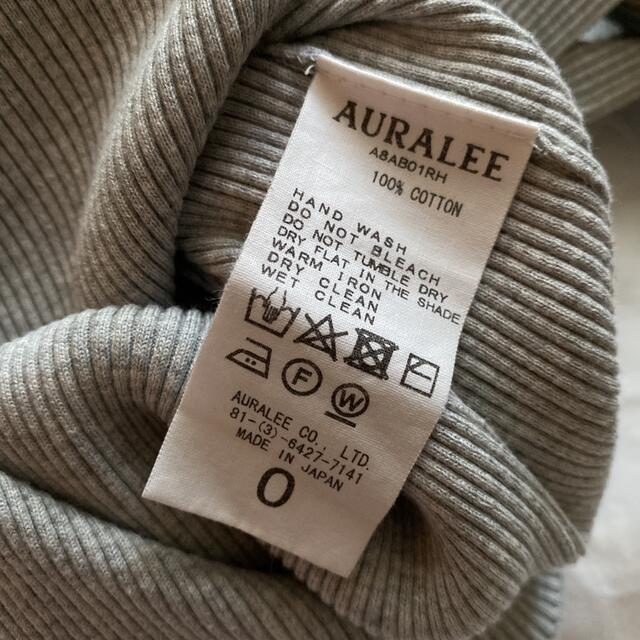 AURALEE
A8AB01RH
100% COTTON
HAND WASH
DO NOT BLEACH
DO NOT TUMBLE DRY
DRY FLAT IN THE SHADE
WARM IRON
DRY CLEAN
WET CLEAN
F
W
AURALEE CO., LTD.
81-(3)-6427-7141
MADE IN JAPAN
0